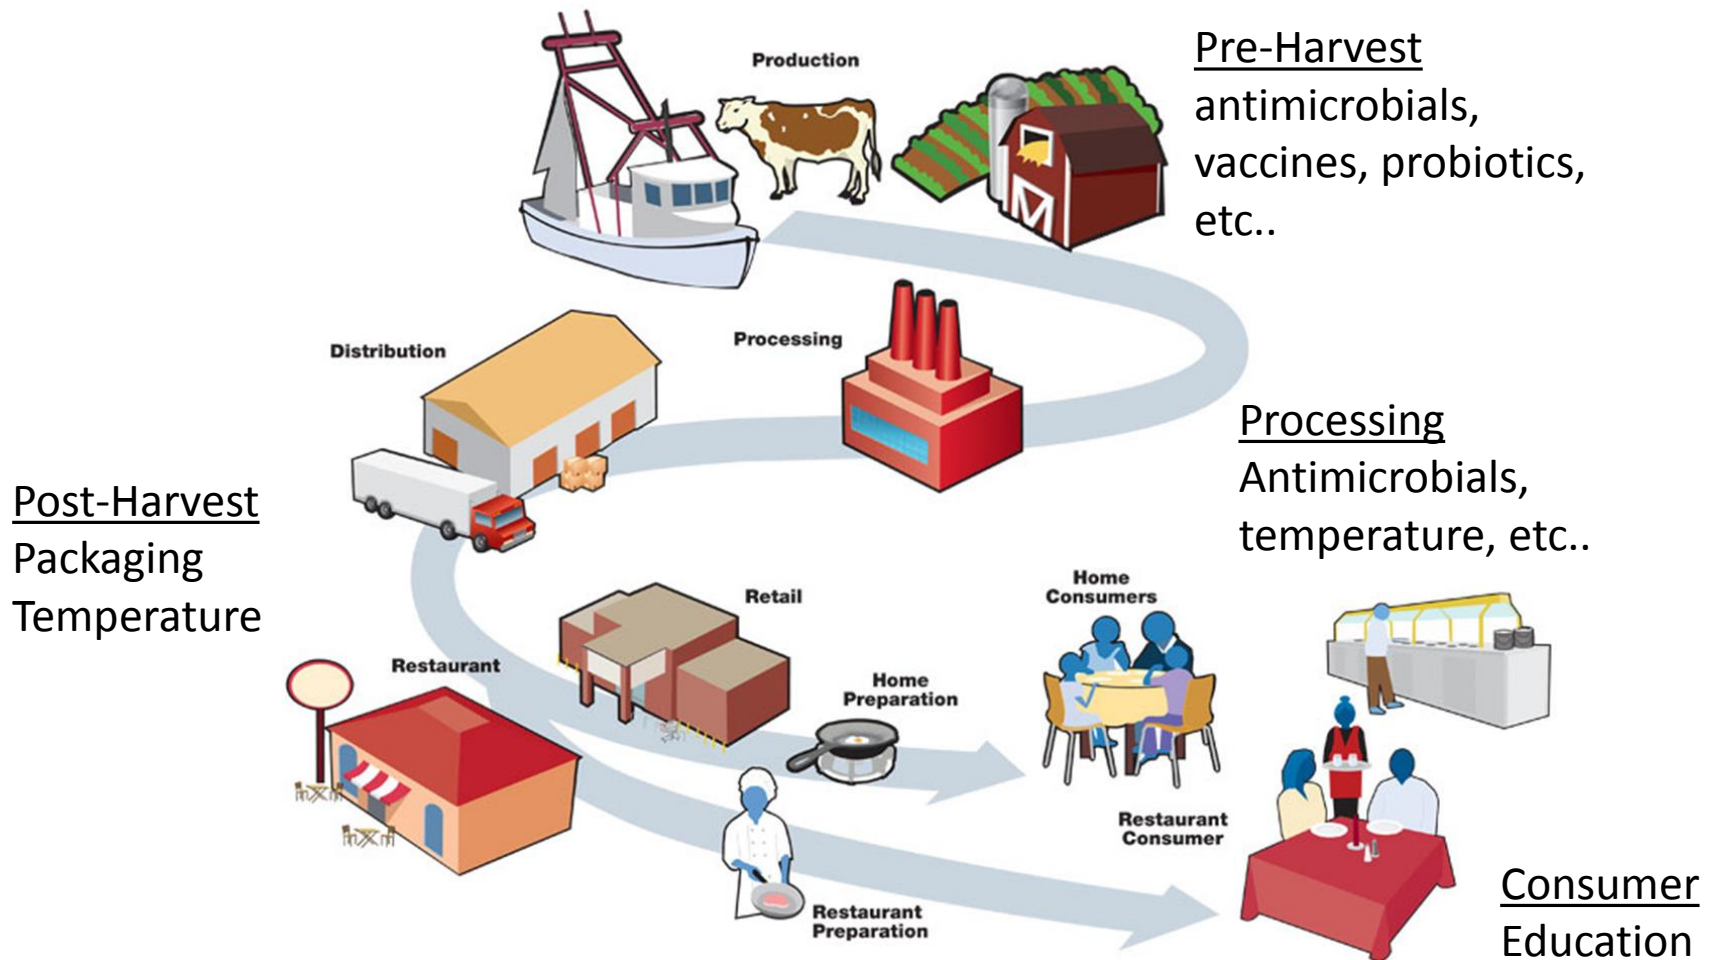 Production
Pre-Harvest
antimicrobials,
vaccines, probiotics,
etc..
Distribution
Processing
Processing
Antimicrobials,
temperature, etc..
Post-Harvest
Packaging
Temperature
Retail
Home
Consumers
Restaurant
Home
Preparation
Restaurant
Consumer
Restaurant
Preparation
Consumer
Education